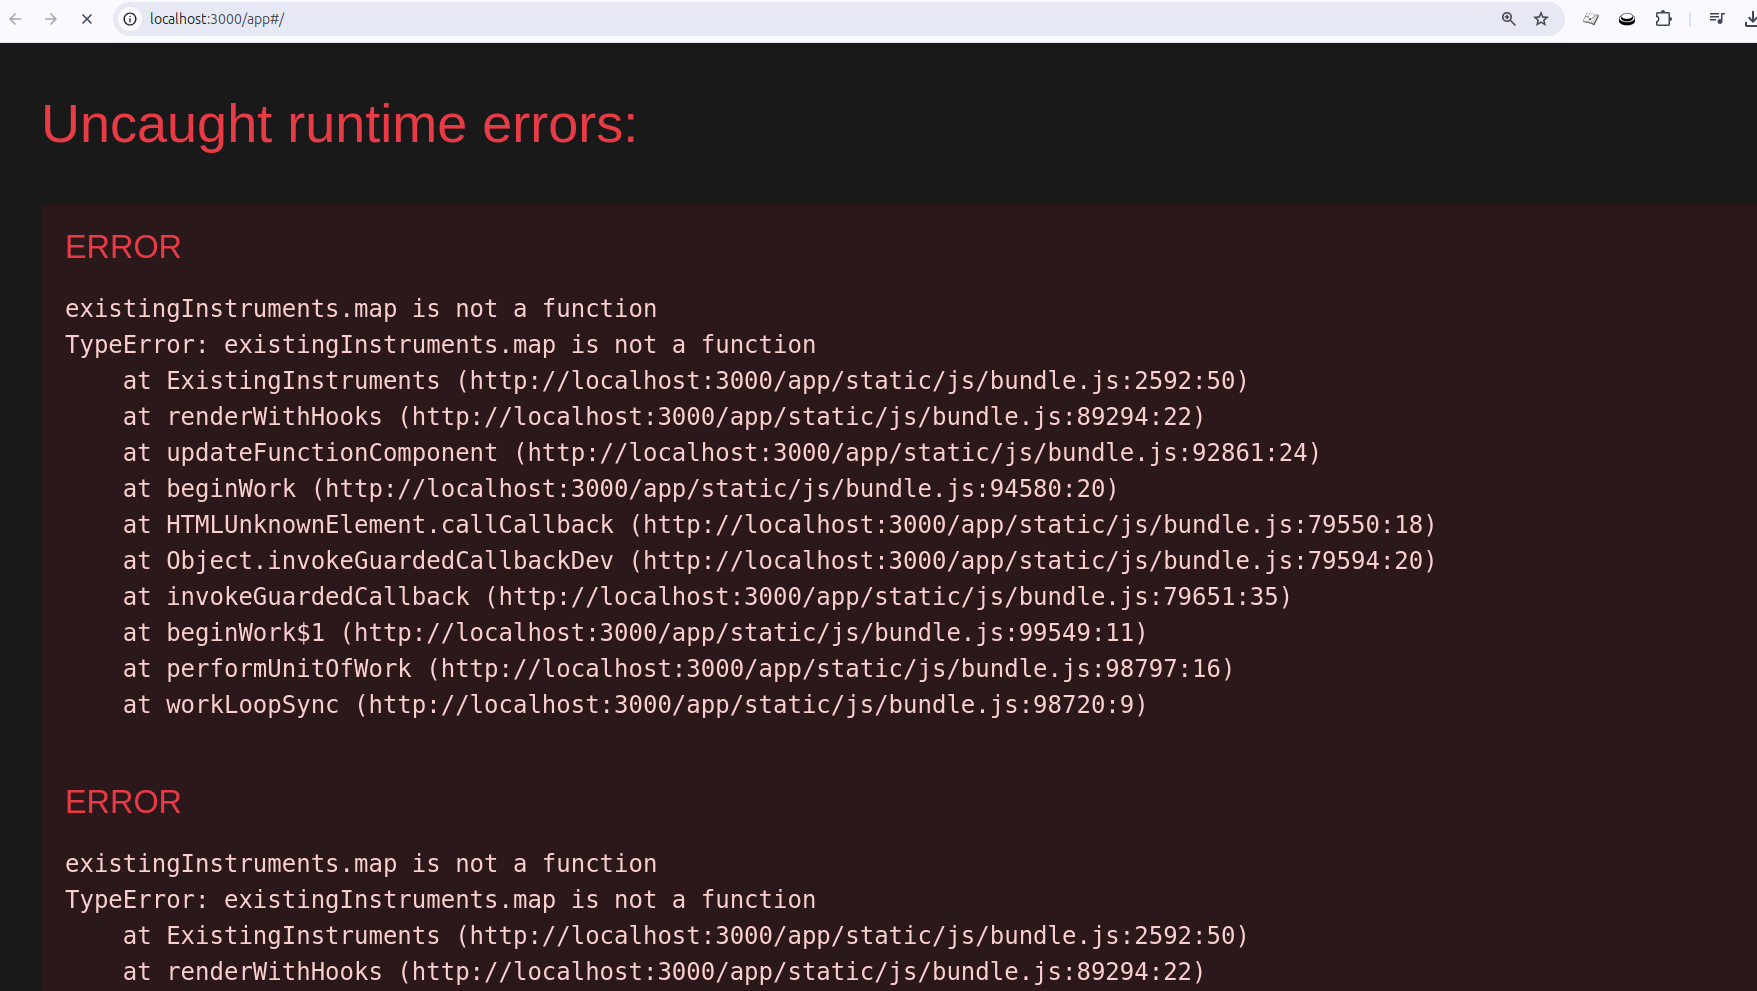 localhost:3000/app#/
Uncaught runtime errors:
ERROR
existingInstruments.map is not a function
TypeError: existingInstruments.map is not a function
    at ExistingInstruments (http://localhost:3000/app/static/js/bundle.js:2592:50)
    at renderWithHooks (http://localhost:3000/app/static/js/bundle.js:89294:22)
    at updateFunctionComponent (http://localhost:3000/app/static/js/bundle.js:92861:24)
    at beginWork (http://localhost:3000/app/static/js/bundle.js:94580:20)
    at HTMLUnknownElement.callCallback (http://localhost:3000/app/static/js/bundle.js:79550:18)
    at Object.invokeGuardedCallbackDev (http://localhost:3000/app/static/js/bundle.js:79594:20)
    at invokeGuardedCallback (http://localhost:3000/app/static/js/bundle.js:79651:35)
    at beginWork$1 (http://localhost:3000/app/static/js/bundle.js:99549:11)
    at performUnitOfWork (http://localhost:3000/app/static/js/bundle.js:98797:16)
    at workLoopSync (http://localhost:3000/app/static/js/bundle.js:98720:9)
ERROR
existingInstruments.map is not a function
TypeError: existingInstruments.map is not a function
    at ExistingInstruments (http://localhost:3000/app/static/js/bundle.js:2592:50)
    at renderWithHooks (http://localhost:3000/app/static/js/bundle.js:89294:22)